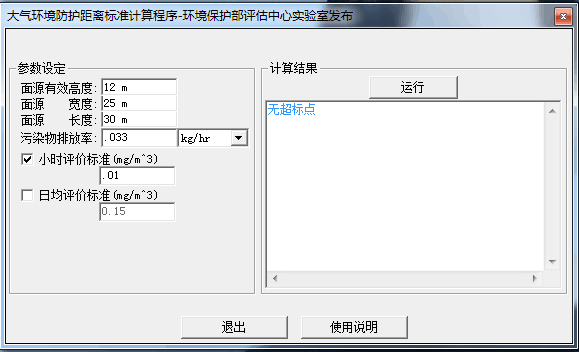 大气环境防护距离标准计算程序-环境保护部评估中心实验室发布
参数设定
面源有效高度: 12 m
面源 宽度: 25 m
面源 长度: 30 m
污染物排放率: .033 kg/hr
小时评价标准(mg/m^3)
.01
日均评价标准(mg/m^3)
0.15
计算结果
运行
无超标点
退出 使用说明